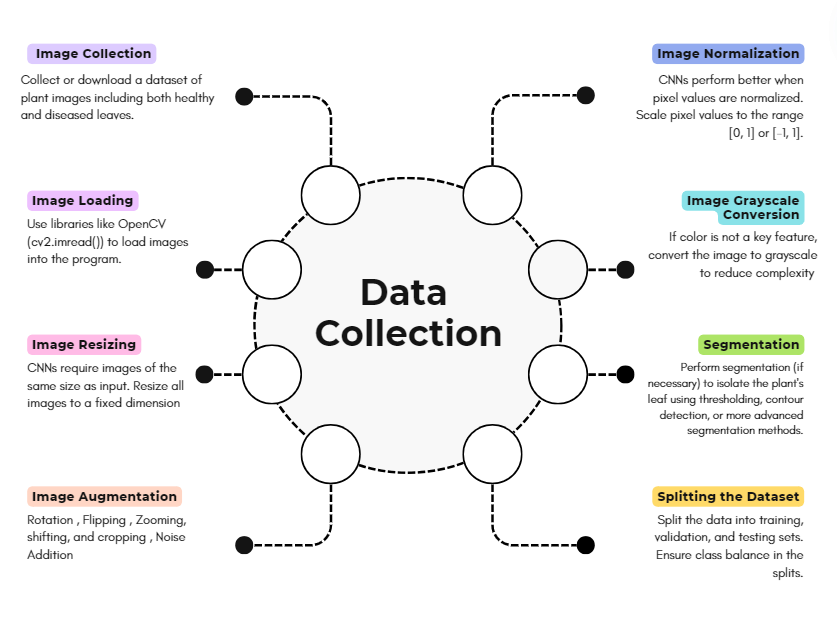 Image Collection
Collect or download a dataset of
plant images including both healthy
and diseased leaves.
Image Loading
Use libraries like OpenCV
(cv2.imread()) to load images
into the program.
Image Resizing
CNNs require images of the
same size as input. Resize all
images to a fixed dimension
Image Augmentation
Rotation , Flipping , Zooming,
shifting, and cropping , Noise
Addition
Data
Collection
Image Normalization
CNNs perform better when
pixel values are normalized.
Scale pixel values to the range
[0, 1] or [-1, 1].
Image Grayscale
Conversion
If color is not a key feature,
convert the image to grayscale
to reduce complexity
Segmentation
Perform segmentation (if
necessary) to isolate the plant's
leaf using thresholding, contour
detection, or more advanced
segmentation methods.
Splitting the Dataset
Split the data into training,
validation, and testing sets.
Ensure class balance in the
splits.